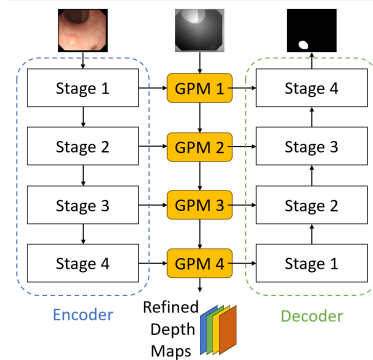 Stage 1 GPM 1 Stage 4
Stage 2 GPM 2 Stage 3
Stage 3 GPM 3 Stage 2
Stage 4 GPM 4 Stage 1
Encoder
Refined
Depth
Maps
Decoder